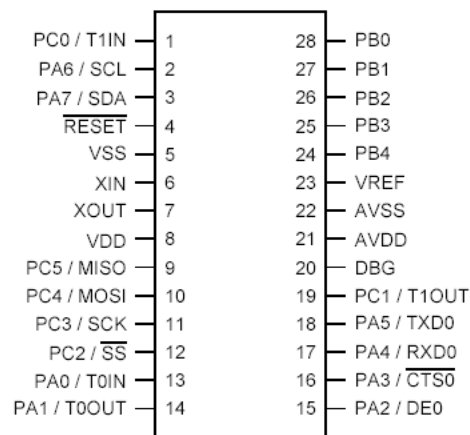 PC0 / T1IN 1 28 PB0
PA6 / SCL 2 27 PB1
PA7 / SDA 3 26 PB2
RESET 4 25 PB3
VSS 5 24 PB4
XIN 6 23 VREF
XOUT 7 22 AVSS
VDD 8 21 AVDD
PC5 / MISO 9 20 DBG
PC4 / MOSI 10 19 PC1 / T1OUT
PC3 / SCK 11 18 PA5 / TXD0
PC2 / SS 12 17 PA4 / RXD0
PA0 / T0IN 13 16 PA3 / CTS0
PA1 / T0OUT 14 15 PA2 / DE0